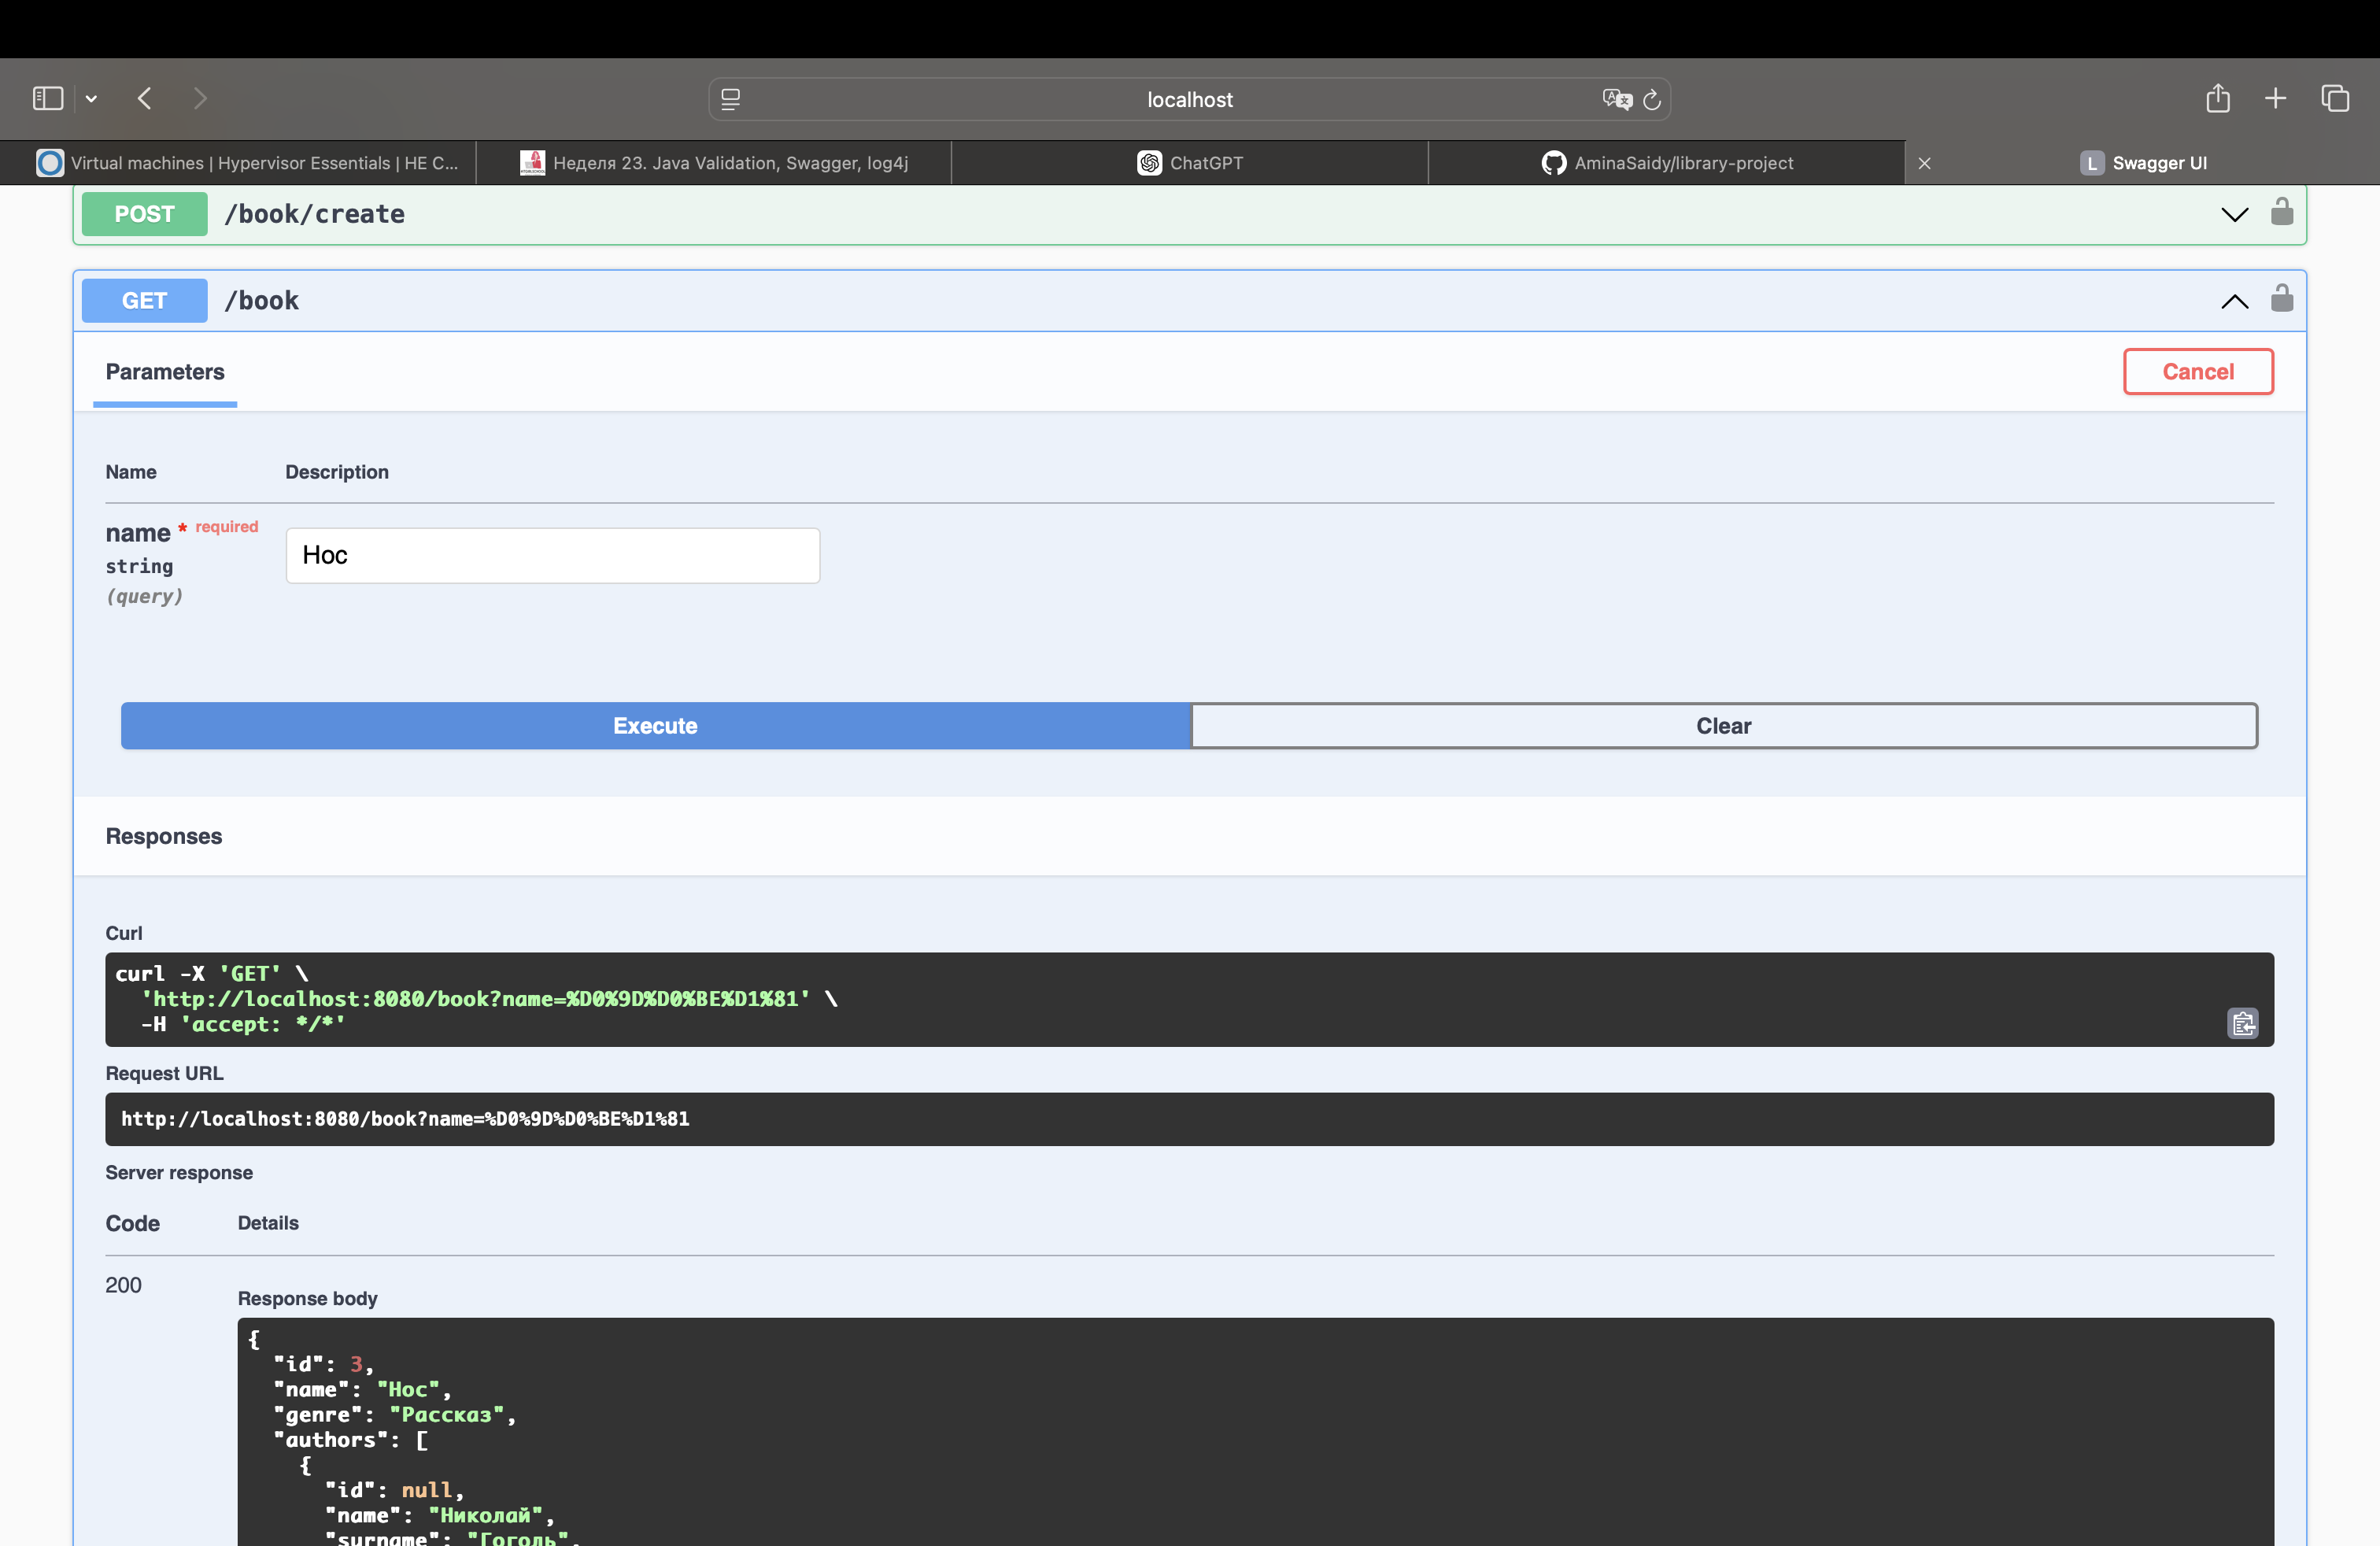 localhost
Virtual machines | Hypervisor Essentials | HE C...
Неделя 23. Java Validation, Swagger, log4j
ChatGPT
AminaSaidy/library-project
L Swagger UI
POST /book/create
GET /book
Parameters
Cancel
Name Description
name * required
string
(query)
Нос
Execute
Clear
Responses
Curl
curl -X 'GET' \
'http://localhost:8080/book?name=%D0%9D%D0%BE%D1%81' \
-H 'accept: */*'
Request URL
http://localhost:8080/book?name=%D0%9D%D0%BE%D1%81
Server response
Code Details
200
Response body
{
"id": 3,
"name": "Нос",
"genre": "Рассказ",
"authors": [
{
"id": null,
"name": "Николай",
"surname": "Гоголь",